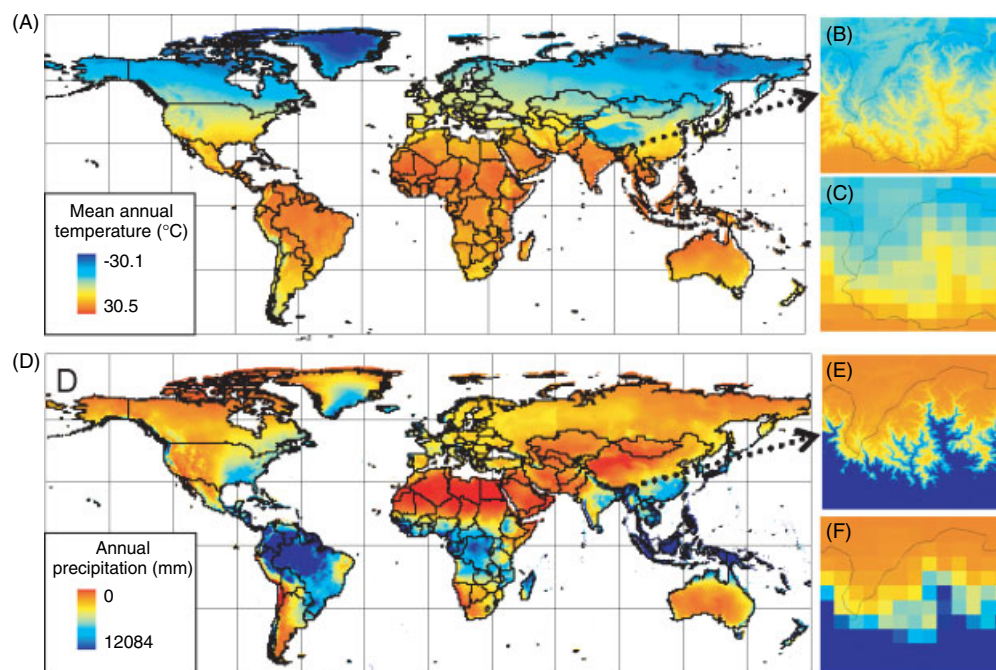 (A)
(B)
Mean annual
temperature (°C)
-30.1
30.5
(C)
(D)
D
(E)
Annual
precipitation (mm)
0
12084
(F)